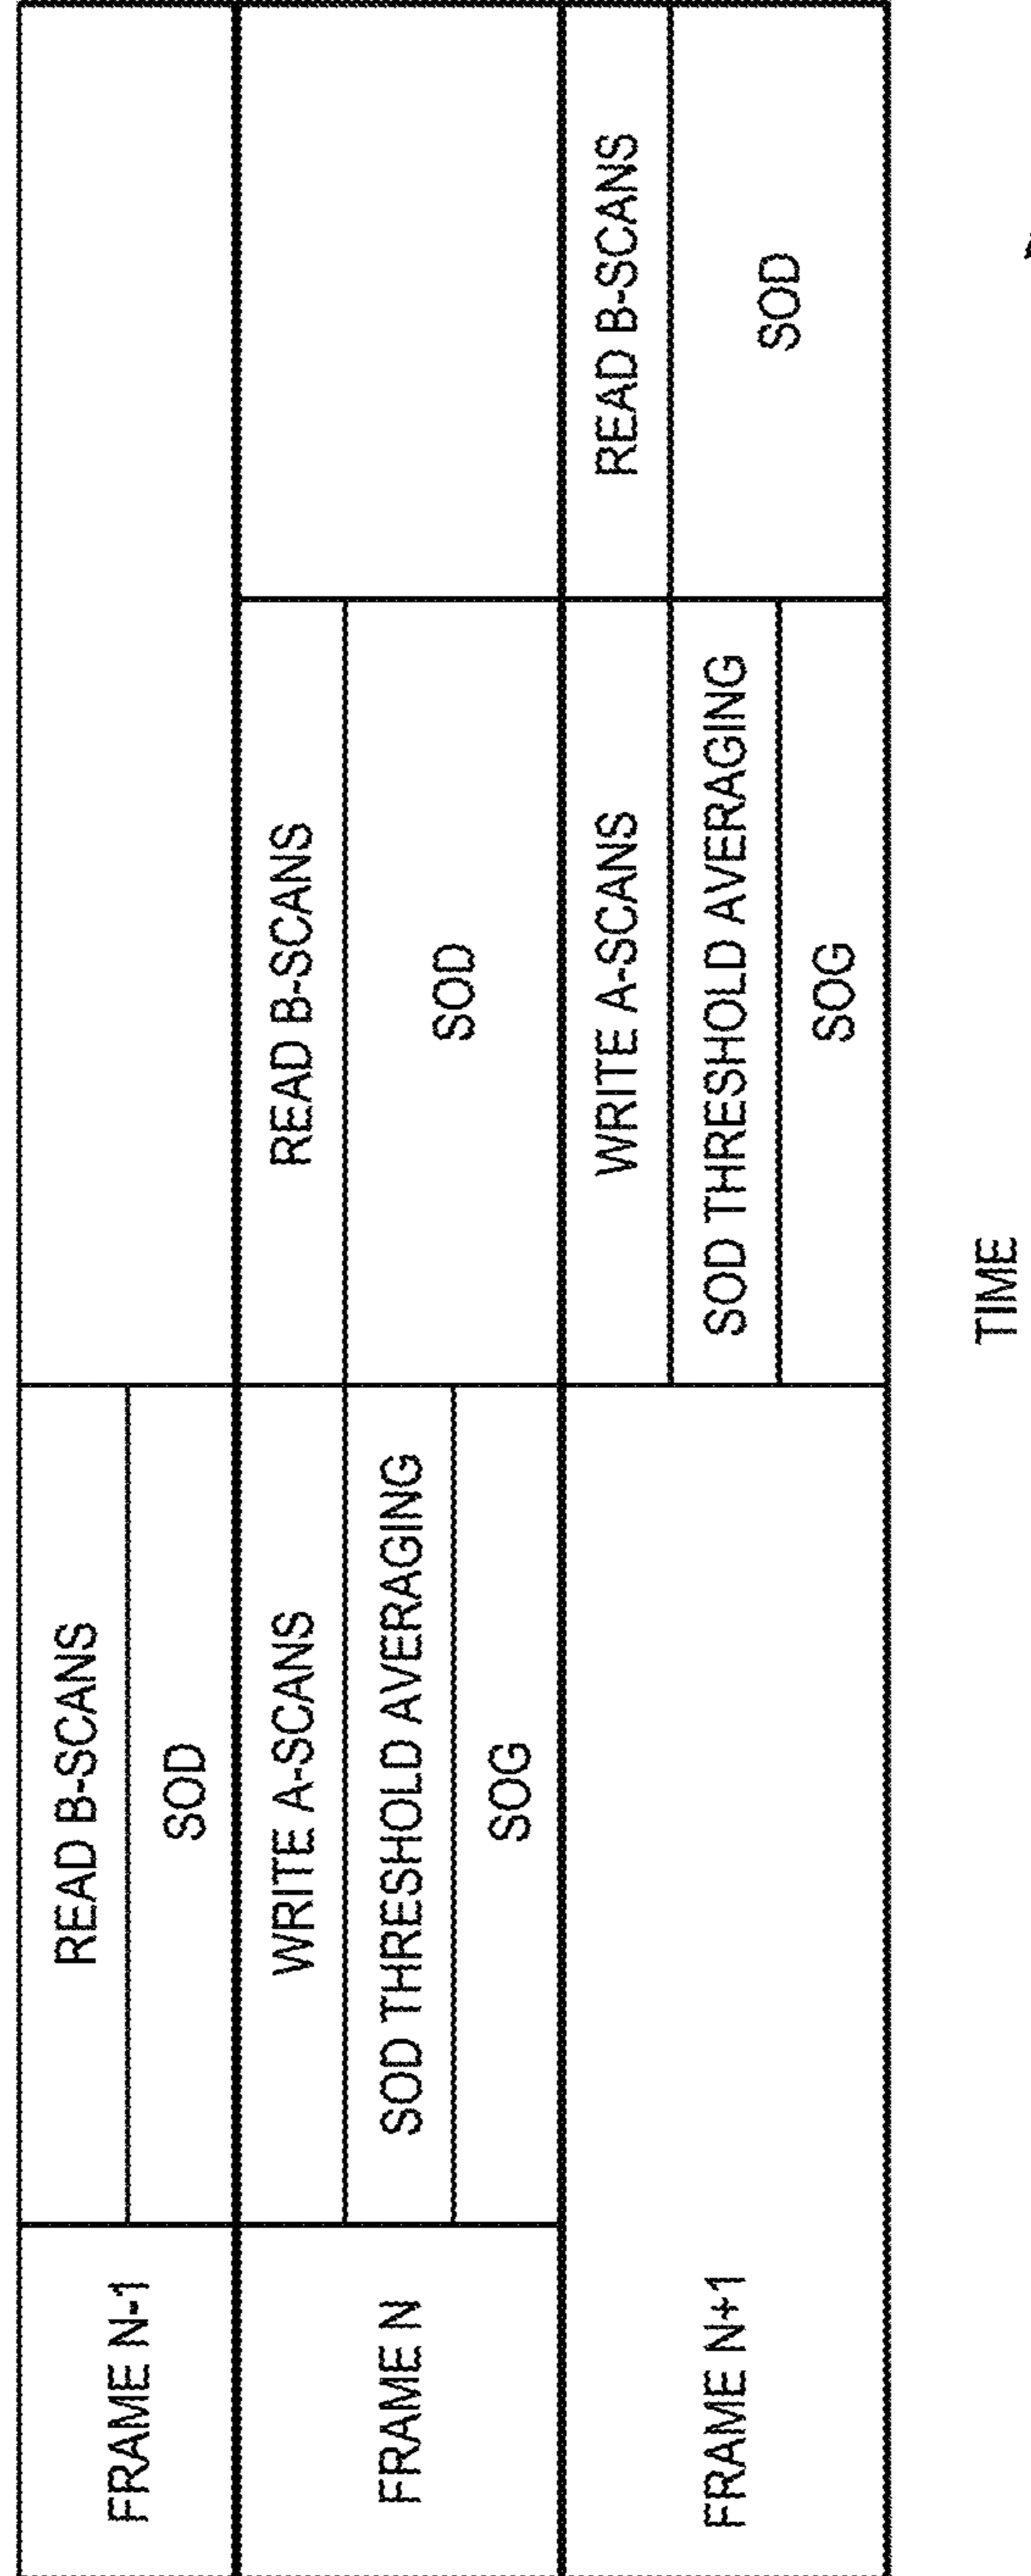 FRAME N-1
READ B-SCANS
SOD
FRAME N
WRITE A-SCANS
READ B-SCANS
SOD THRESHOLD AVERAGING
SOD
SOG
FRAME N+1
WRITE A-SCANS
READ B-SCANS
SOD THRESHOLD AVERAGING
SOD
SOG
TIME